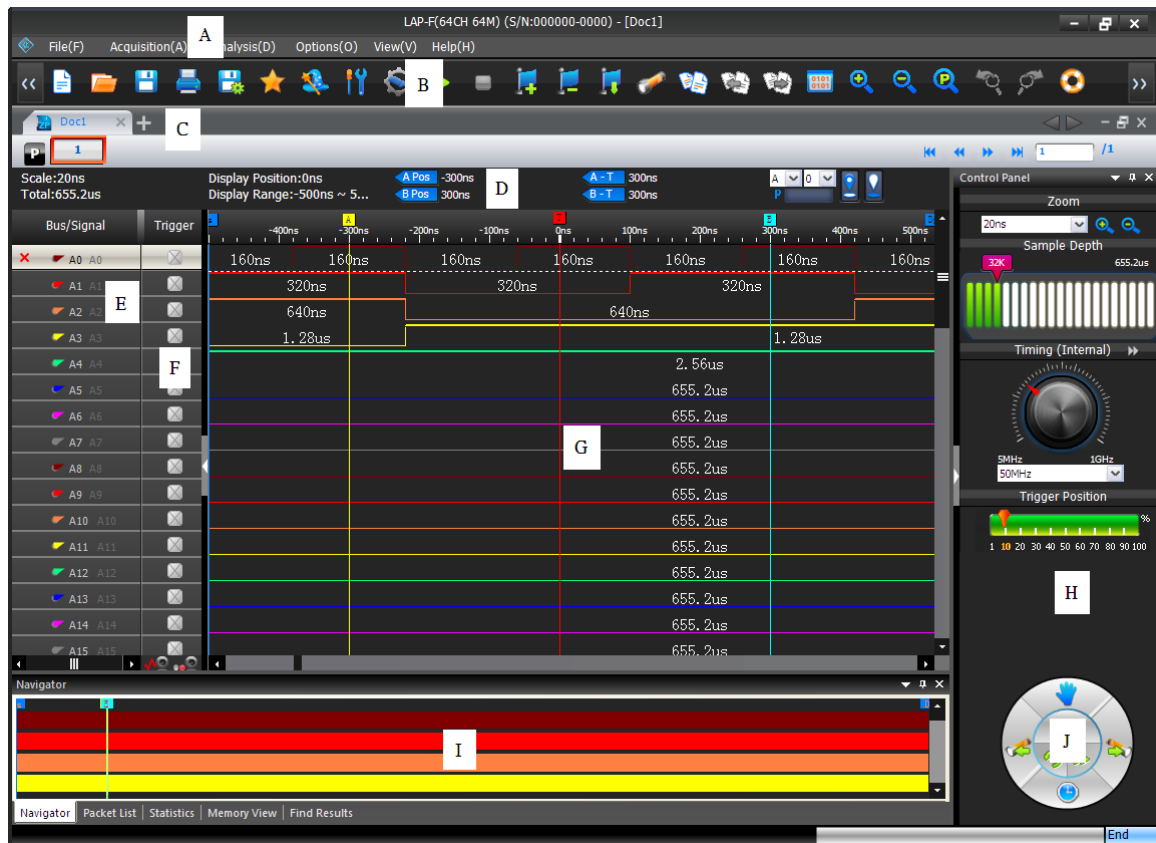 LAP-F(64CH 64M) (S/N:000000-0000) - [Doc1]
File(F) Acquisition(A) A alysis(D) Options(O) View(V) Help(H)
B
Doc1 C
P 1 1 /1
Scale:20ns Display Position:0ns A Pos -300ns D A - T 300ns A 0 Control Panel
Total:655.2us Display Range:-500ns ~ 5... B Pos 300ns B - T 300ns P
Zoom
20ns
Bus/Signal Trigger A T B
-400ns -300ns -200ns -100ns 0ns 100ns 200ns 300ns 400ns 500ns
Sample Depth
32K 655.2us
A0 A0 160ns 160ns 160ns 160ns 160ns 160ns 160ns
A1 A1 320ns 320ns 320ns
E
A2 A2 640ns 640ns
A3 A3 1.28us 1.28us
Timing (Internal)
A4 A4 F 2.56us
A5 A5 655.2us
A6 A6 655.2us
A7 A7 G 655.2us
5MHz 1GHz
50MHz
A8 A8 655.2us
A9 A9 655.2us
Trigger Position
%
1 10 20 30 40 50 60 70 80 90 100
A10 A10 655.2us
A11 A11 655.2us
A12 A12 655.2us
H
A13 A13 655.2us
A14 A14 655.2us
A15 A15 655.2us
Navigator
I
J
Navigator Packet List Statistics Memory View Find Results
End